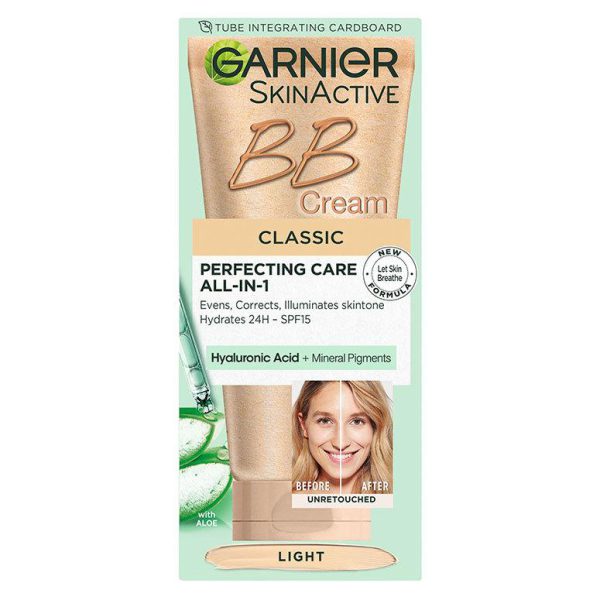 TUBE INTEGRATING CARDBOARD
GARNIER
SKINACTIVE
BB
Cream
CLASSIC
PERFECTING CARE
ALL-IN-1
Evens, Corrects, Illuminates skintone
Hydrates 24H – SPF15
NEW
Let Skin
Breathe
FORMULA
Hyaluronic Acid + Mineral Pigments
BEFORE AFTER
UNRETOUCHED
with
ALOE
LIGHT